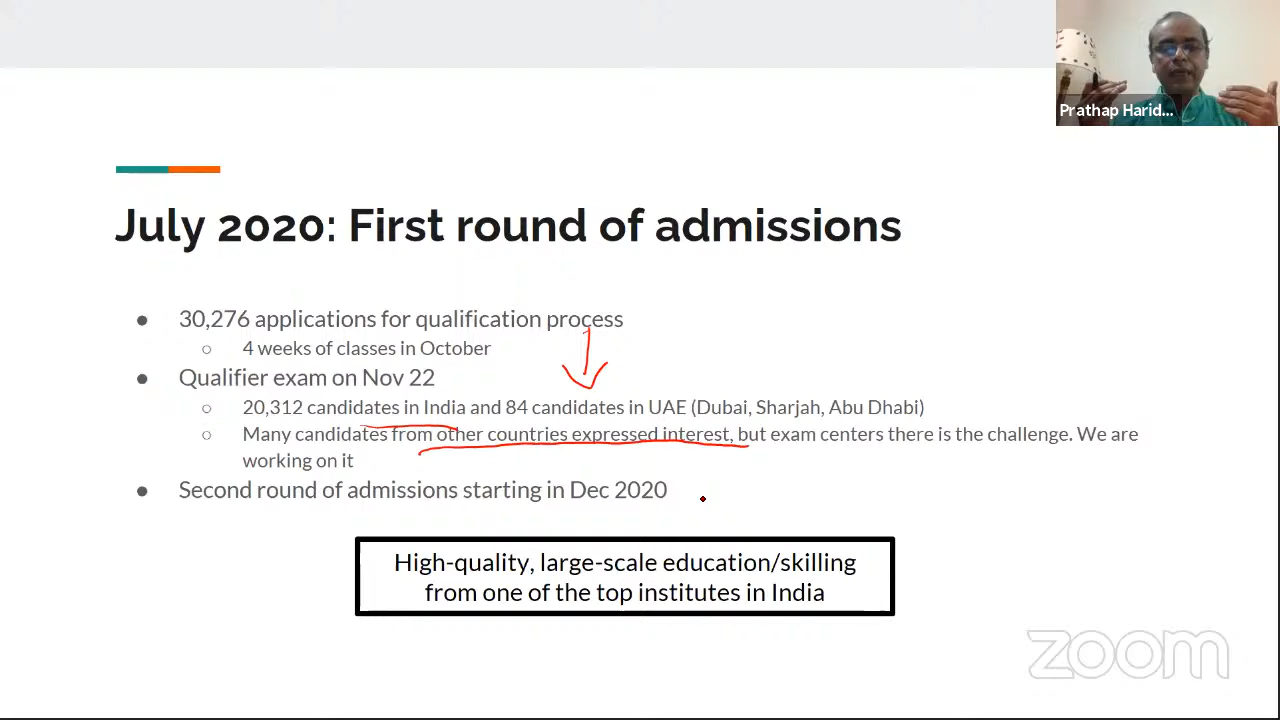 Prathap Harid...
July 2020: First round of admissions
● 30,276 applications for qualification process
○ 4 weeks of classes in October
● Qualifier exam on Nov 22
○ 20,312 candidates in India and 84 candidates in UAE (Dubai, Sharjah, Abu Dhabi)
○ Many candidates from other countries expressed interest, but exam centers there is the challenge. We are
working on it
● Second round of admissions starting in Dec 2020
High-quality, large-scale education/skilling
from one of the top institutes in India
zoom